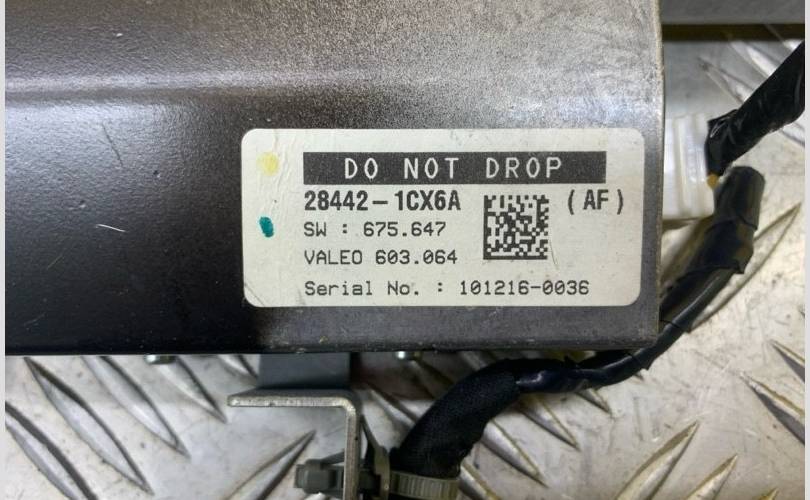 DO NOT DROP
28442-1CX6A (AF)
SW : 675.647
VALEO 603.064
Serial No. : 101216-0036